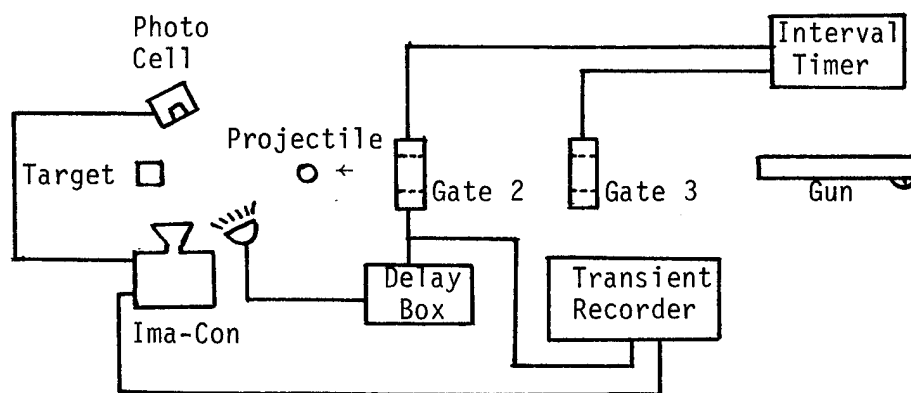 Photo
Cell
Interval
Timer
Projectile
Target
Gate 2
Gate 3
Gun
Delay
Box
Transient
Recorder
Ima-Con